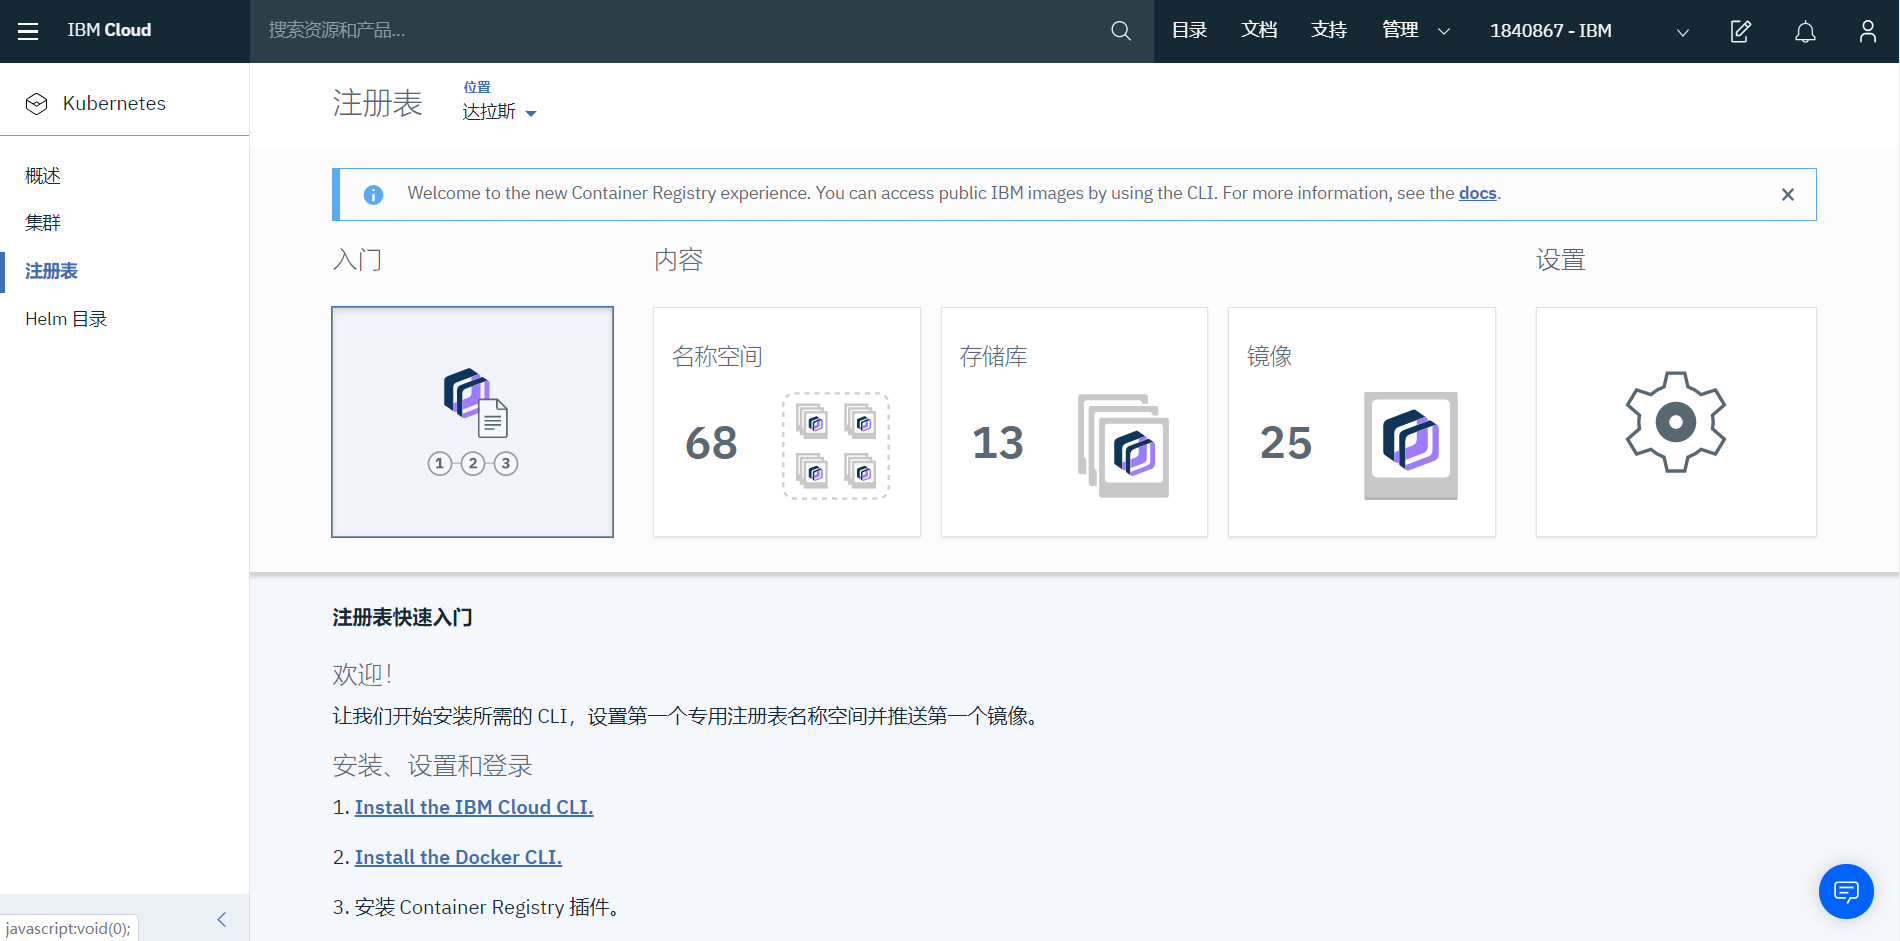 IBM Cloud
搜索资源和产品...
目录
文档
支持
管理
1840867 - IBM
Kubernetes
概述
集群
注册表
Helm 目录
注册表
位置
达拉斯
Welcome to the new Container Registry experience. You can access public IBM images by using the CLI. For more information, see the docs.
入门
内容
设置
1 2 3
名称空间
68
存储库
13
镜像
25
注册表快速入门
欢迎！
让我们开始安装所需的 CLI，设置第一个专用注册表名称空间并推送第一个镜像。
安装、设置和登录
1. Install the IBM Cloud CLI.
2. Install the Docker CLI.
3. 安装 Container Registry 插件。
javascript:void(0);